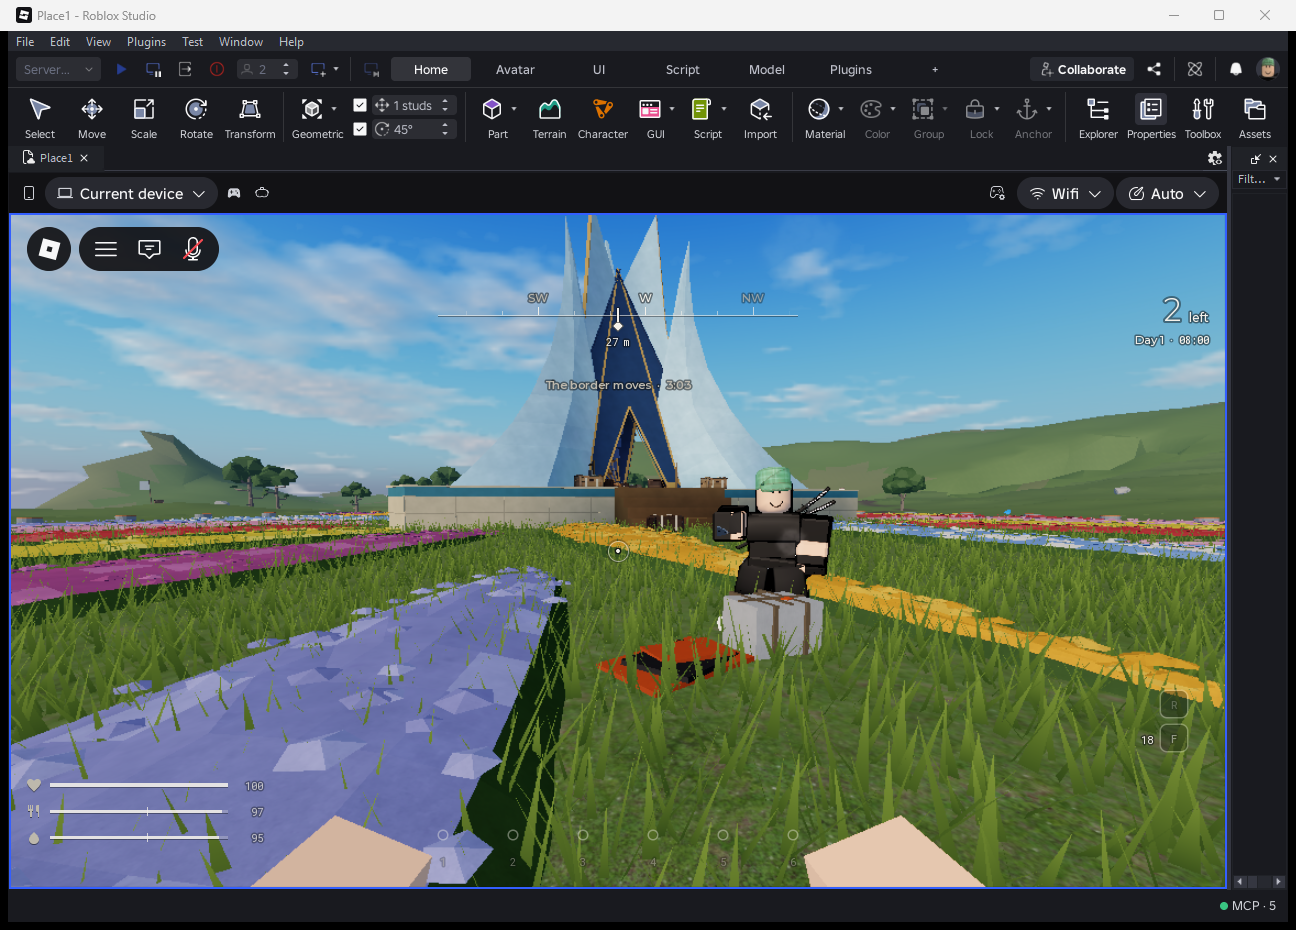 Place1 - Roblox Studio
File Edit View Plugins Test Window Help
Server... 2 Home Avatar UI Script Model Plugins + Collaborate
1 studs
45°
Select Move Scale Rotate Transform Geometric Part Terrain Character GUI Script Import Material Color Group Lock Anchor Explorer Properties Toolbox Assets
Place1
Filt...
Current device Wifi Auto
SW W NW
27 m
2 left
Day1 · 08:00
The border moves · 3:03
R
18 F
100
97
95
1 2 3 4 5 6
MCP · 5